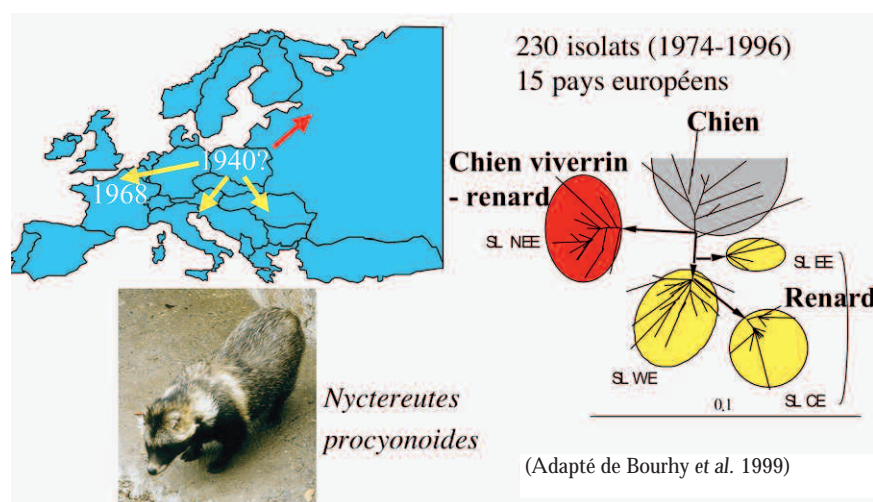 230 isolats (1974-1996)
15 pays européens
1940?
1968
Chien
Chien viverrin
- renard
SL NEE
SL EE
Renard
SL WE
SL CE
0.1
Nyctereutes
procyonoides
(Adapté de Bourhy et al. 1999)